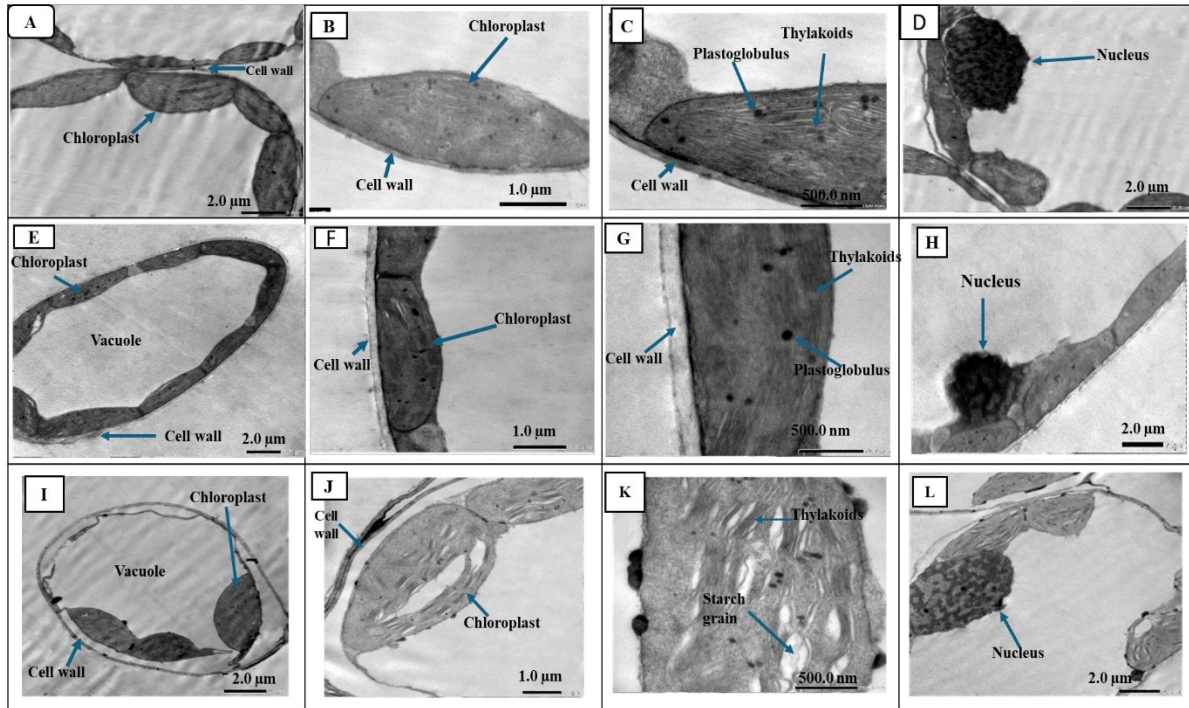 A
Cell wall
Chloroplast
2.0 µm
B
Chloroplast
Cell wall
1.0 µm
C
Thylakoids
Plastoglobulus
Cell wall
500.0 nm
D
Nucleus
2.0 µm
E
Chloroplast
Vacuole
Cell wall
2.0 µm
F
Chloroplast
Cell wall
1.0 µm
G
Thylakoids
Cell wall
Plastoglobulus
500.0 nm
H
Nucleus
2.0 µm
I
Chloroplast
Vacuole
Cell wall
2.0 µm
J
Cell
wall
Chloroplast
1.0 µm
K
Thylakoids
Starch
grain
500.0 nm
L
Nucleus
2.0 µm